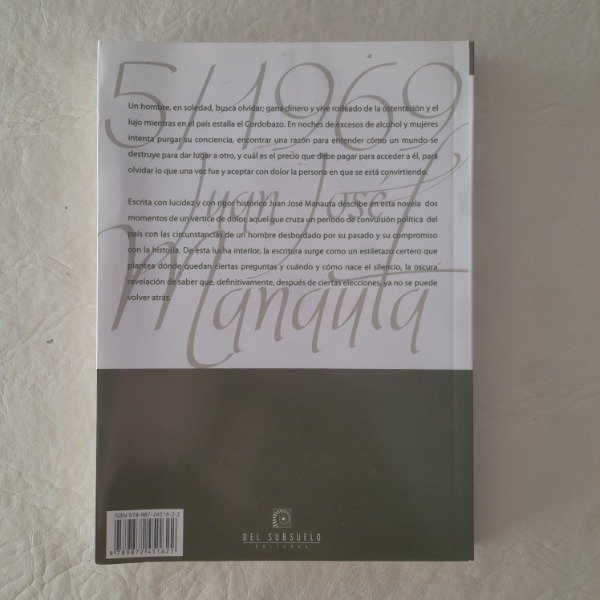 5/1969
Un hombre, en soledad, busca olvidar; gana dinero y vive rodeado de la ostentación y el
lujo mientras en el país estalla el Cordobazo. En noches de excesos de alcohol y mujeres
intenta purgar su conciencia, encontrar una razón para entender cómo un mundo se
destruye para dar lugar a otro, y cuál es el precio que debe pagar para acceder a él, para
olvidar lo que una vez fue y aceptar con dolor la persona en que se está convirtiendo.
Juan José
Escrita con lucidez y con rigor histórico Juan José Manauta describe en esta novela dos
momentos de un vértice de dolor, aquel que cruza un período de convulsión política del
país con las circunstancias de un hombre desbordado por su pasado y su compromiso
con la historia. De esta lucha interior, la escritura surge como un estiletazo certero que
plantea dónde quedan ciertas preguntas y cuándo y cómo nace el silencio, la oscura
revelación de saber que, definitivamente, después de ciertas elecciones, ya no se puede
volver atrás.
Manauta
ISBN 978-987-24516-2-2
9789872451622
DEL SUBSUELO
EDITORES